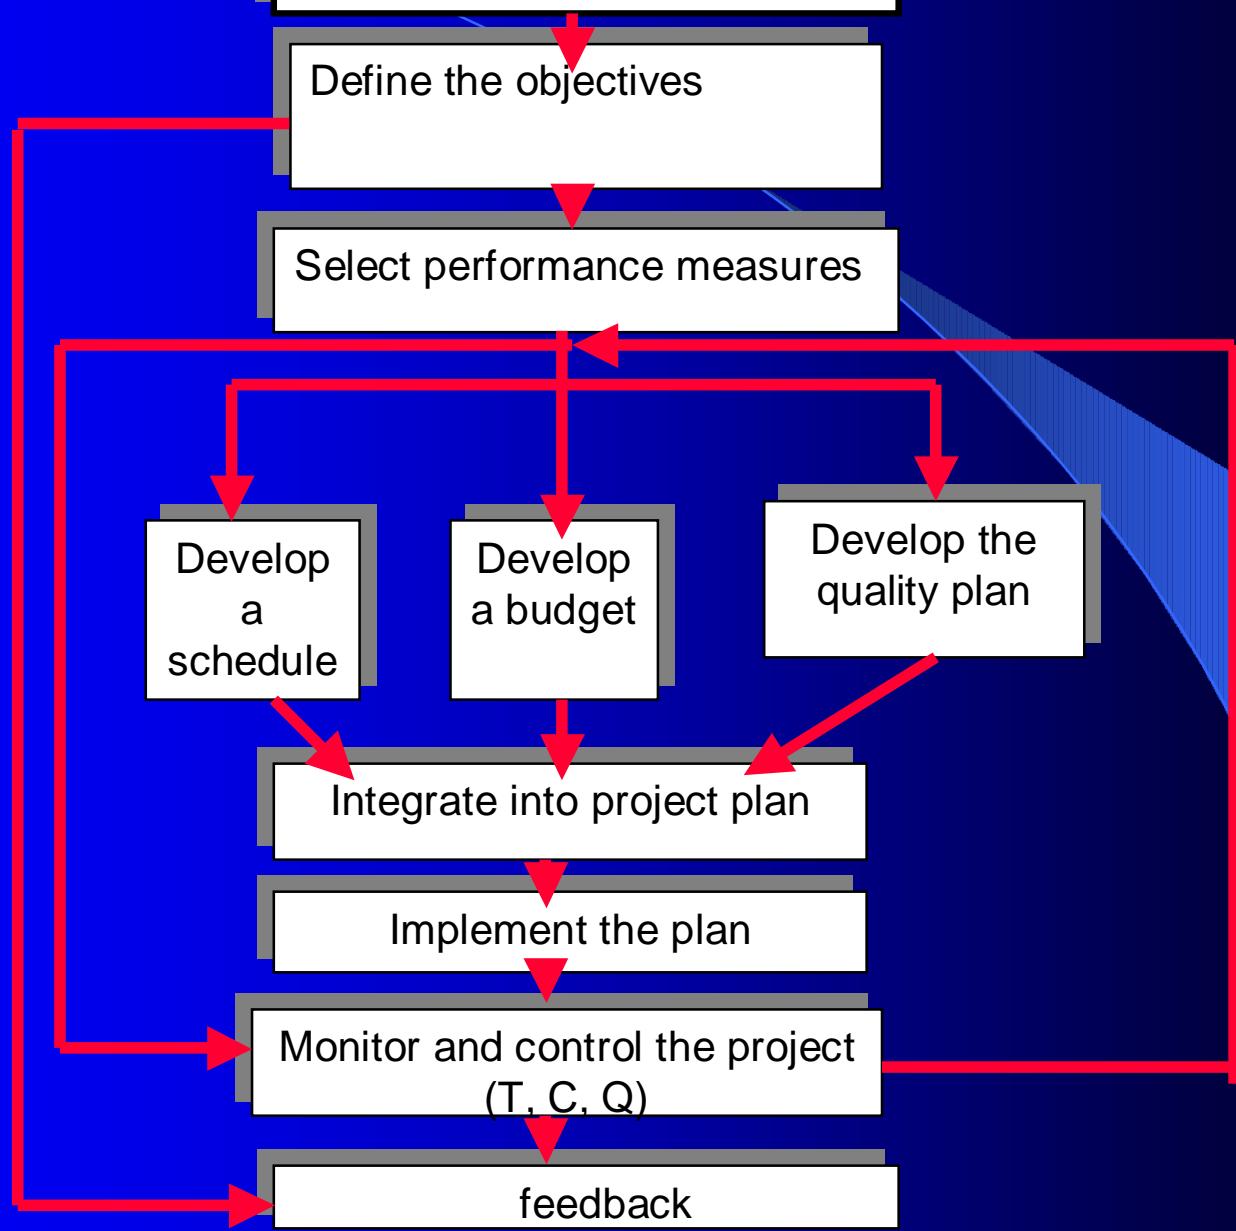 Define the objectives
Select performance measures
Develop
a
schedule
Develop
a budget
Develop the
quality plan
Integrate into project plan
Implement the plan
Monitor and control the project
(T, C, Q)
feedback